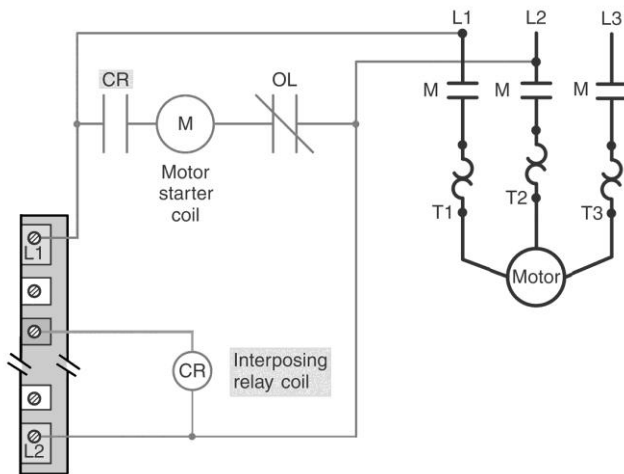 L1 L2 L3
CR
OL
M
M M M
Motor
starter
coil
T1 T2 T3
L1
Motor
CR
Interposing
relay coil
L2